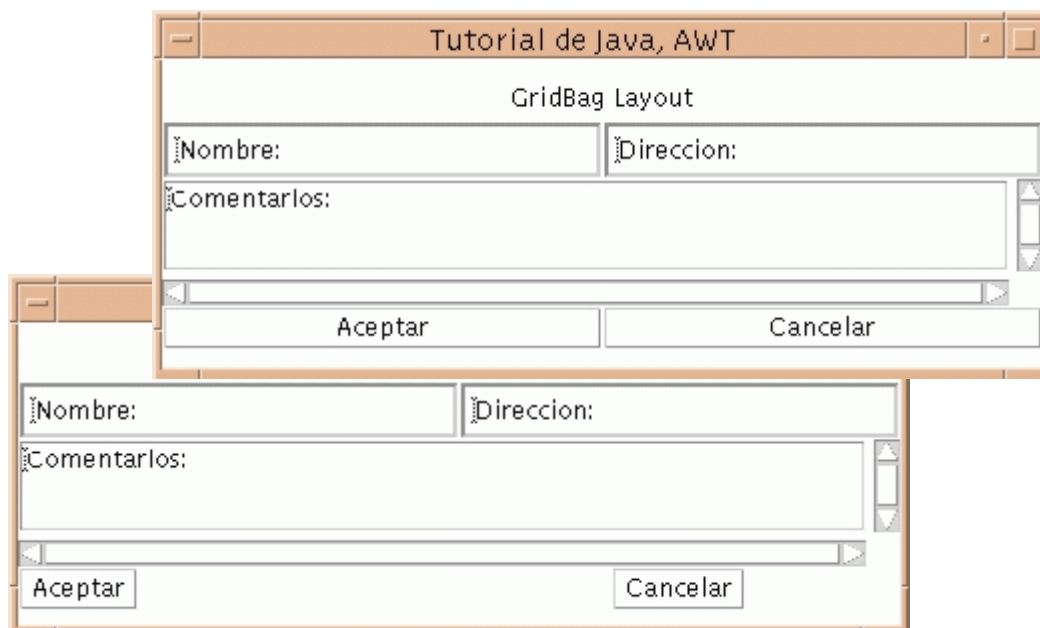 Tutorial de Java, AWT
GridBag Layout
Nombre:
Direccion:
Comentarios:
Aceptar
Cancelar
Nombre:
Direccion:
Comentarios:
Aceptar
Cancelar